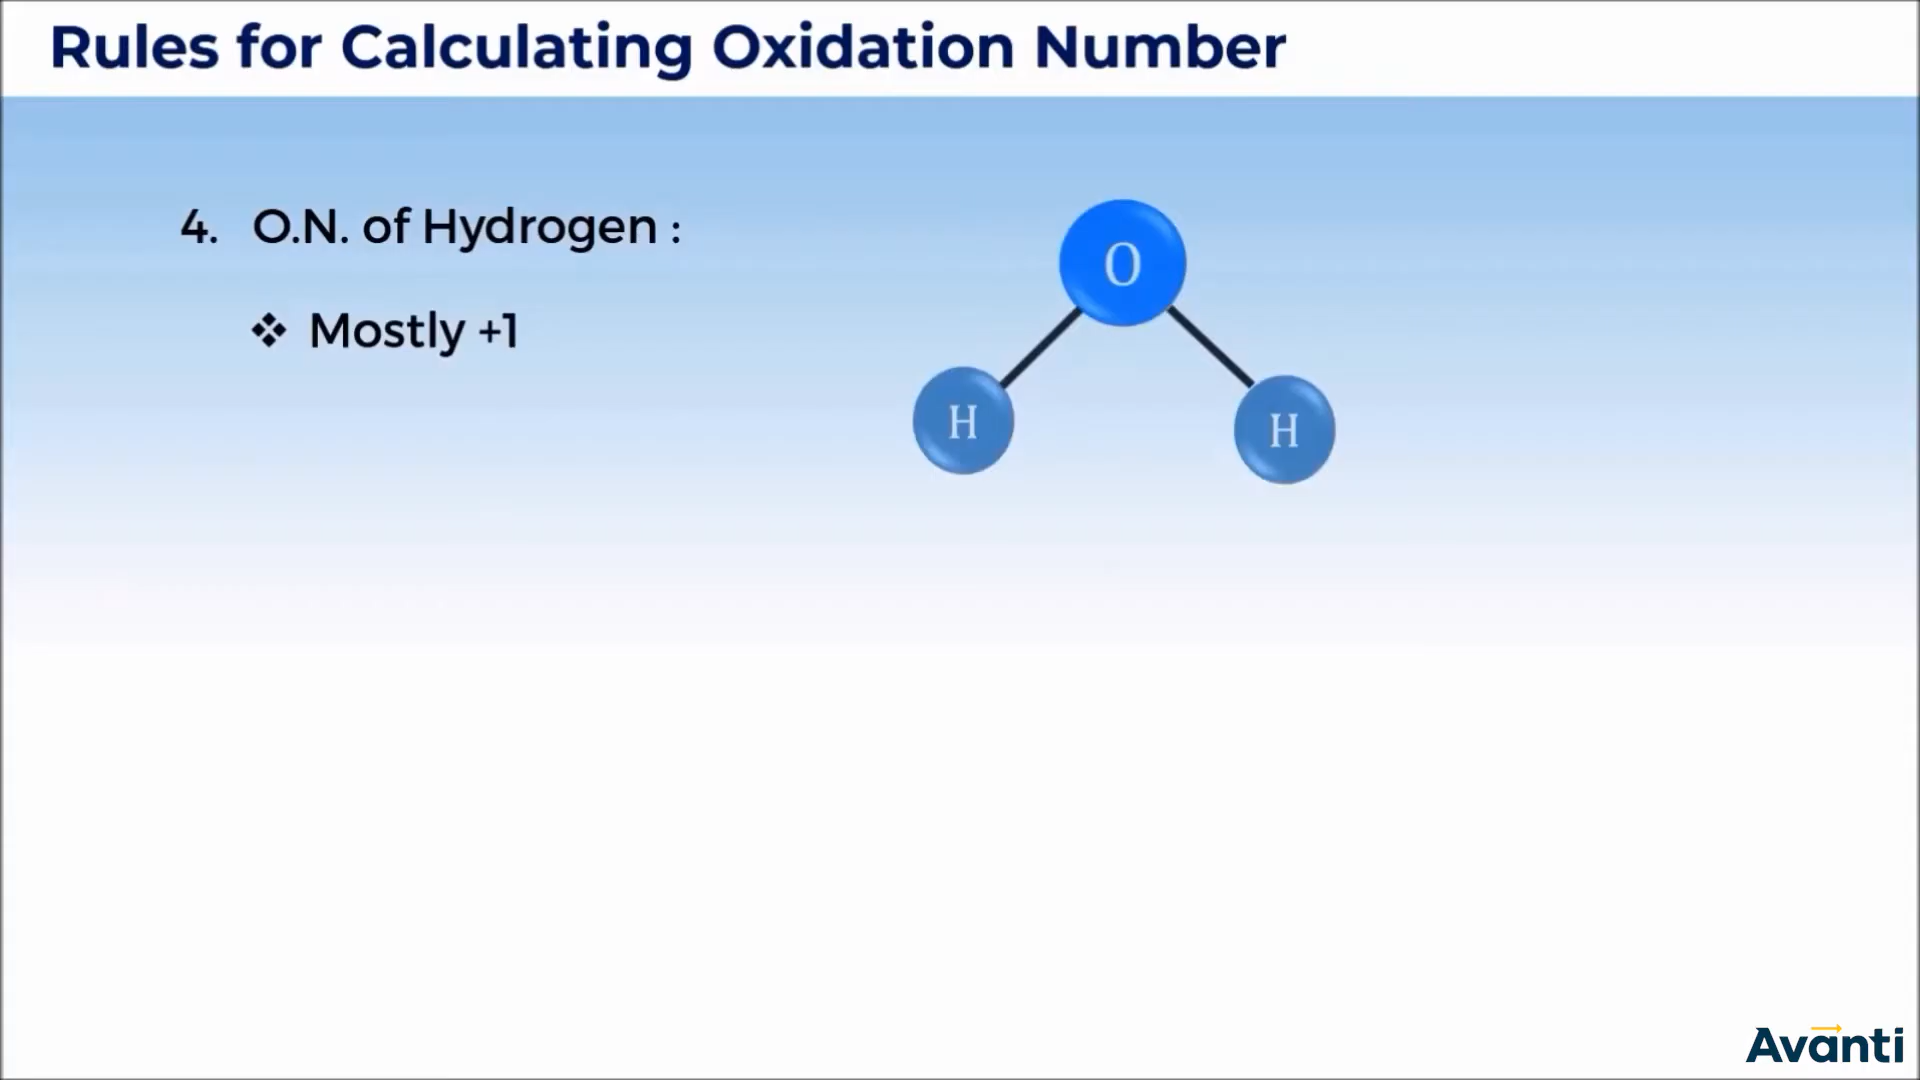 Rules for Calculating Oxidation Number
4. O.N. of Hydrogen :
❖ Mostly +1
O
H
H
Avanti